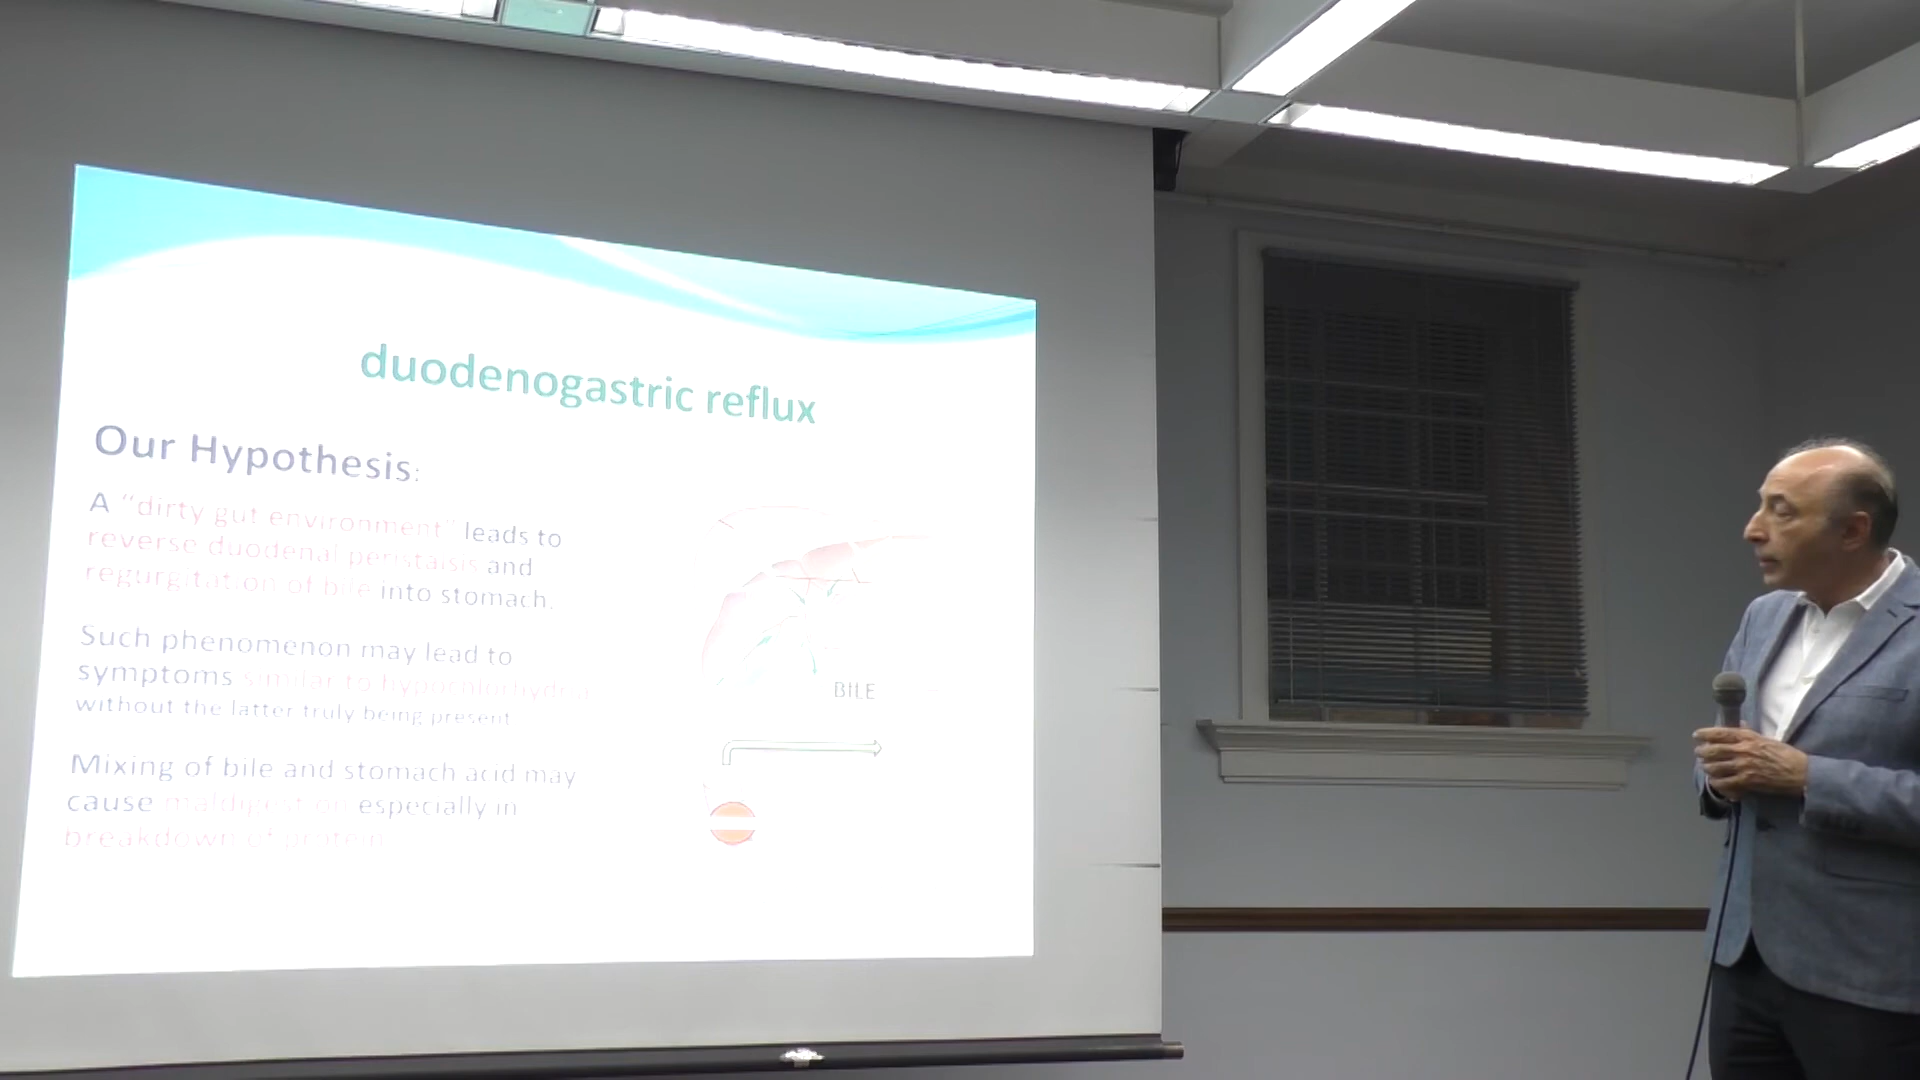 duodenogastric reflux
Our Hypothesis:
A “dirty gut environment” leads to
reverse duodenal peristalsis and
regurgitation of bile into stomach.
Such phenomenon may lead to
symptoms similar to hypochlorhydria
without the latter truly being present
Mixing of bile and stomach acid may
cause maldigestion especially in
breakdown of protein
BILE